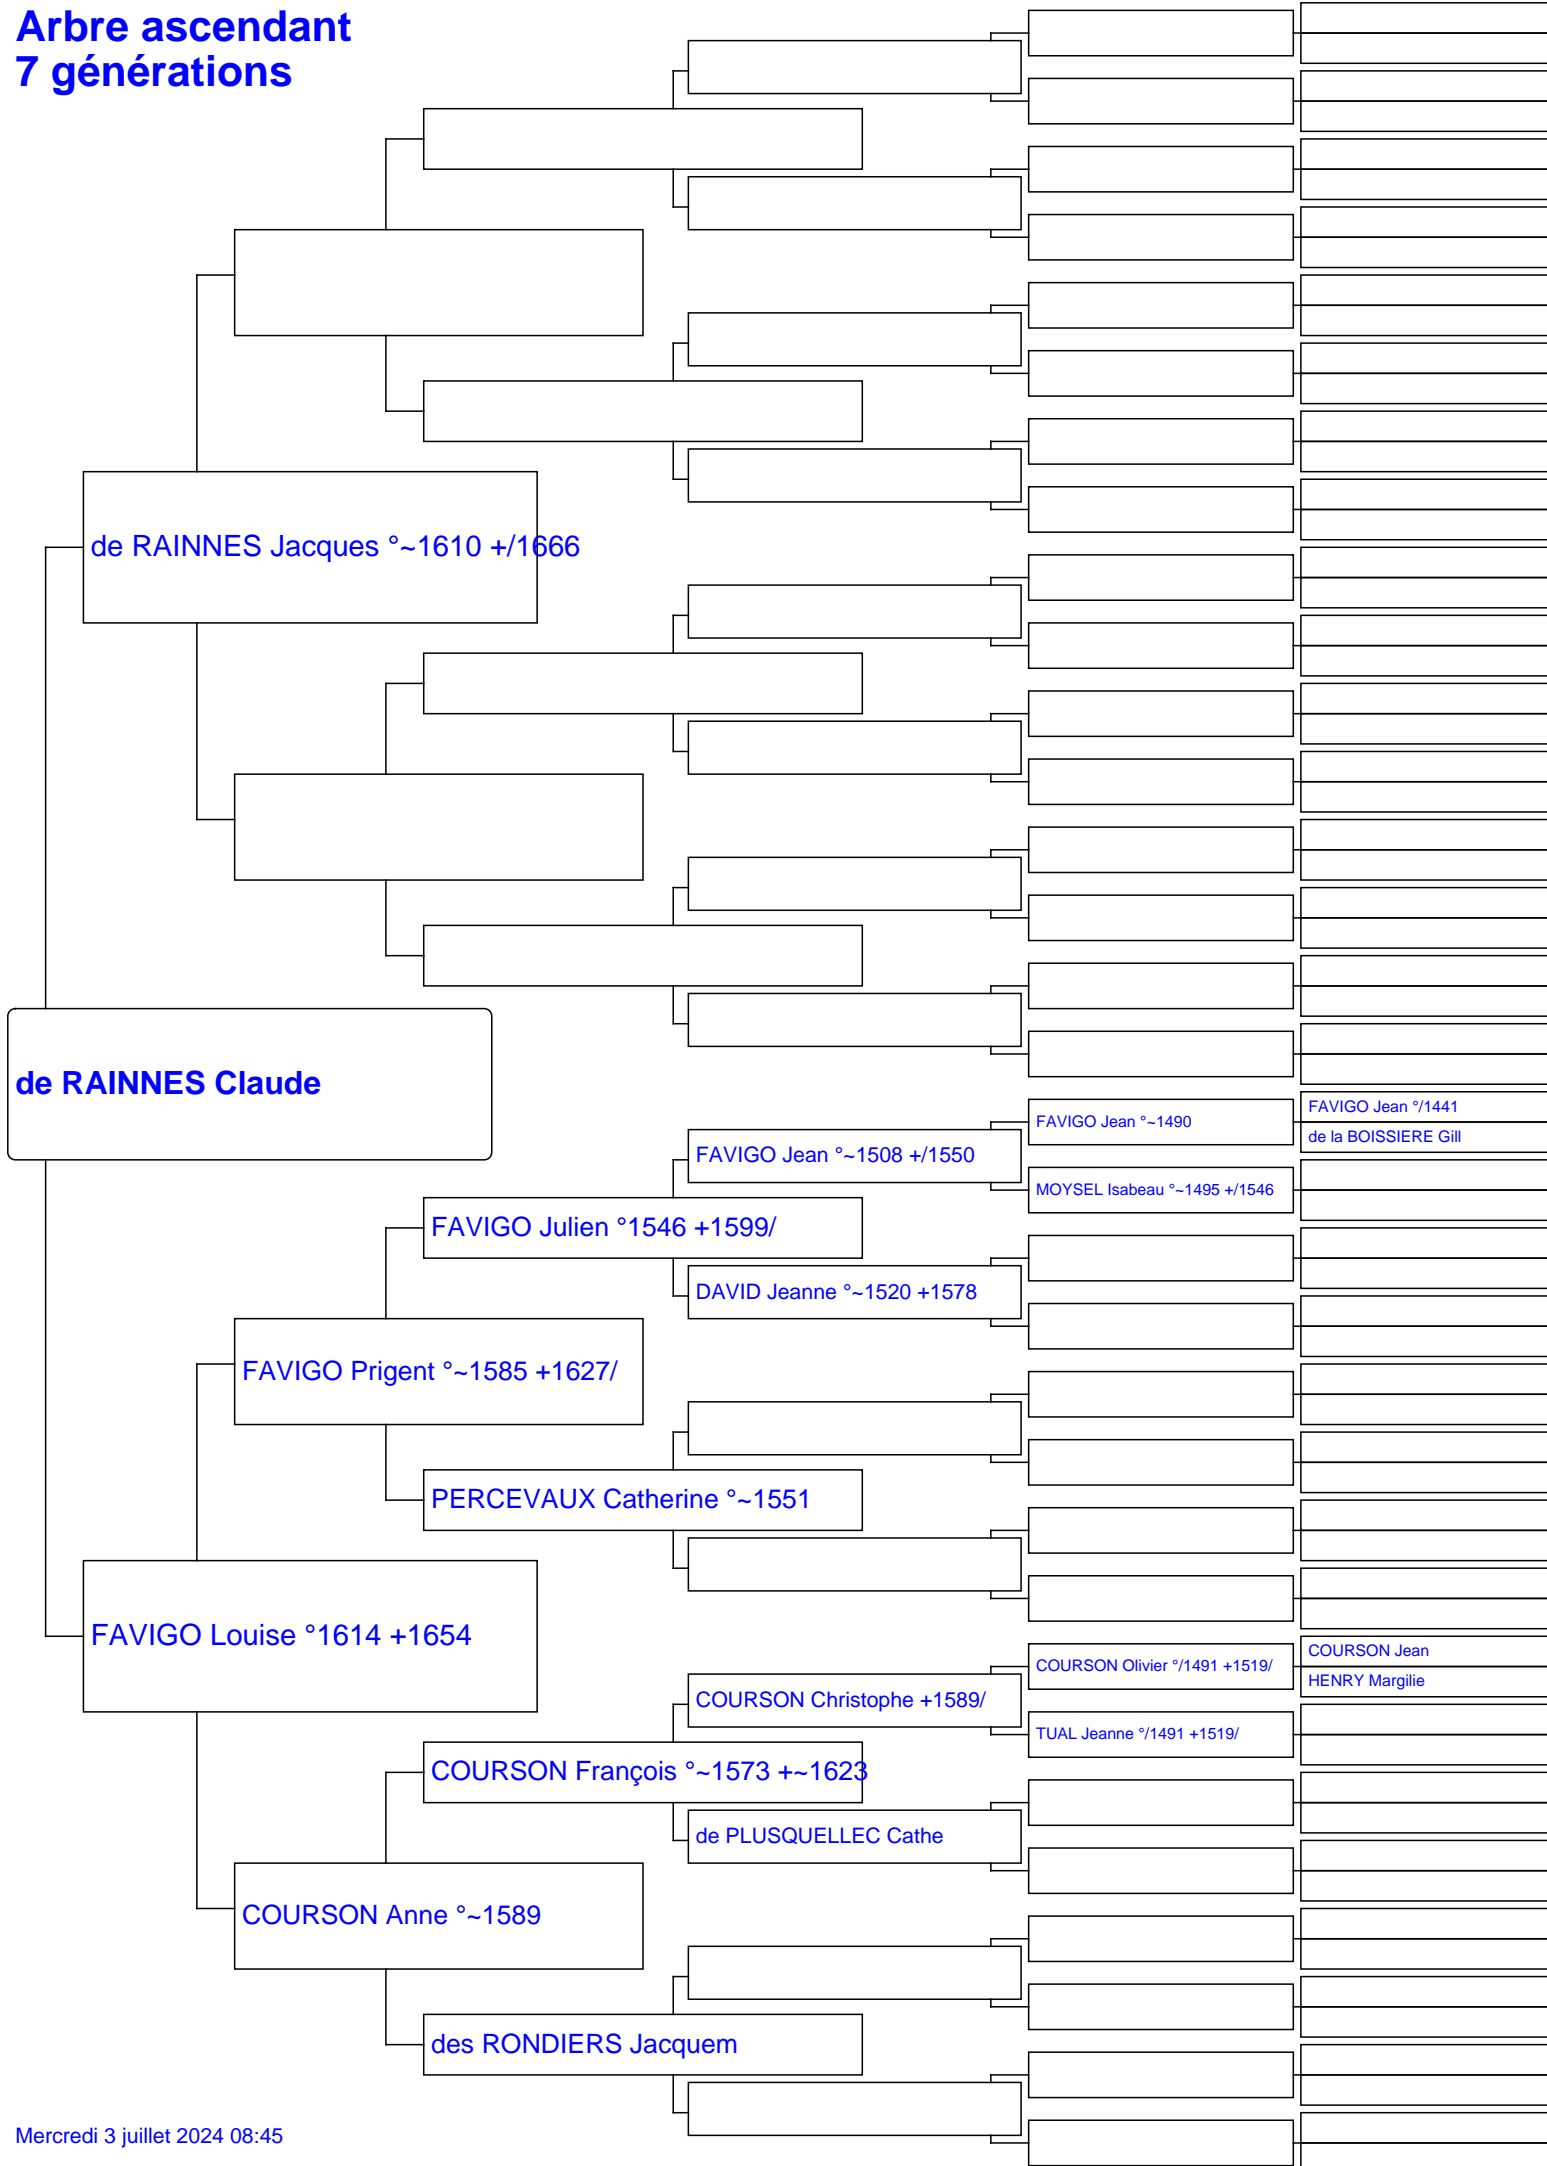 Arbre ascendant
7 générations
de RAINNES Jacques °~1610 +/1666
de RAINNES Claude
FAVIGO Jean °/1441
FAVIGO Jean °~1490
de la BOISSIERE Gill
FAVIGO Jean °~1508 +/1550
MOYSEL Isabeau °~1495 +/1546
FAVIGO Julien °1546 +1599/
DAVID Jeanne °~1520 +1578
FAVIGO Prigent °~1585 +1627/
PERCEVAUX Catherine °~1551
FAVIGO Louise °1614 +1654
COURSON Jean
COURSON Olivier °/1491 +1519/
HENRY Margilie
COURSON Christophe +1589/
TUAL Jeanne °/1491 +1519/
COURSON François °~1573 +~1623
de PLUSQUELLEC Cathe
COURSON Anne °~1589
des RONDIERS Jacquem
Mercredi 3 juillet 2024 08:45